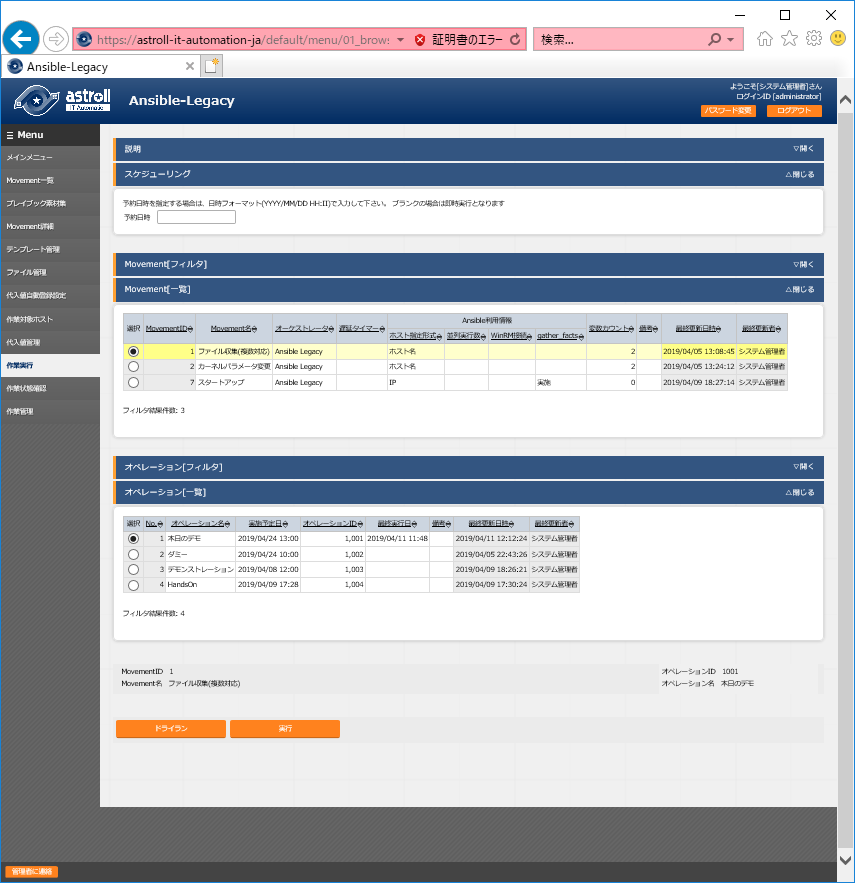 https://astroll-it-automation-ja/default/menu/01_brows
証明書のエラー
検索...
Ansible-Legacy
astroll
IT Automation
Ansible-Legacy
ようこそ[システム管理者]さん
ログインID [administrator]
パスワード変更 ログアウト
Menu
メインメニュー
Movement一覧
プレイブック素材集
Movement詳細
テンプレート管理
ファイル管理
代入値自動登録設定
作業対象ホスト
代入値管理
作業実行
作業状態確認
作業管理
説明 ▽開く
スケジューリング △閉じる
予約日時を指定する場合は、日時フォーマット(YYYY/MM/DD HH:II)で入力して下さい。 ブランクの場合は即時実行となります
予約日時
Movement[フィルタ] ▽開く
Movement[一覧] △閉じる
Ansible利用情報
選択 MovementID Movement名 オーケストレータ 遅延タイマー ホスト指定形式 並列実行数 WinRM接続 gather_facts 変数カウント 備考 最終更新日時 最終更新者
1 ファイル収集(複数対応) Ansible Legacy ホスト名 2 2019/04/05 13:08:45 システム管理者
2 カーネルパラメータ変更 Ansible Legacy ホスト名 2 2019/04/05 13:24:12 システム管理者
7 スタートアップ Ansible Legacy IP 実施 0 2019/04/09 18:27:14 システム管理者
フィルタ結果件数: 3
オペレーション[フィルタ] ▽開く
オペレーション[一覧] △閉じる
選択 No. オペレーション名 実施予定日 オペレーションID 最終実行日 備考 最終更新日時 最終更新者
1 本日のデモ 2019/04/24 13:00 1,001 2019/04/11 11:48 2019/04/11 12:12:24 システム管理者
2 ダミー 2019/04/24 10:00 1,002 2019/04/05 22:43:26 システム管理者
3 デモンストレーション 2019/04/08 12:00 1,003 2019/04/09 18:26:21 システム管理者
4 HandsOn 2019/04/09 17:28 1,004 2019/04/09 17:30:24 システム管理者
フィルタ結果件数: 4
MovementID 1 オペレーションID 1001
Movement名 ファイル収集(複数対応) オペレーション名 本日のデモ
ドライラン 実行
管理者に連絡